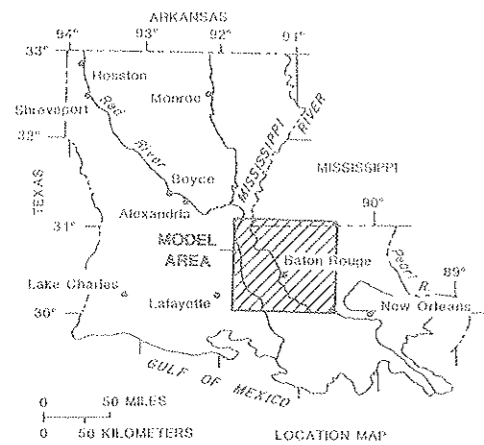 ARKANSAS
94° 93° 92° 91°
33°
Hosston
Monroe
Shreveport
Red
River
32°
MISSISSIPPI
RIVER
MISSISSIPPI
TEXAS
Boyce
Alexandria
90°
31°
MODEL
AREA
Baton Rouge
Pearl
R.
89°
Lake Charles
Lafayette
New Orleans
30°
GULF OF MEXICO
0 50 MILES
0 50 KILOMETERS
LOCATION MAP